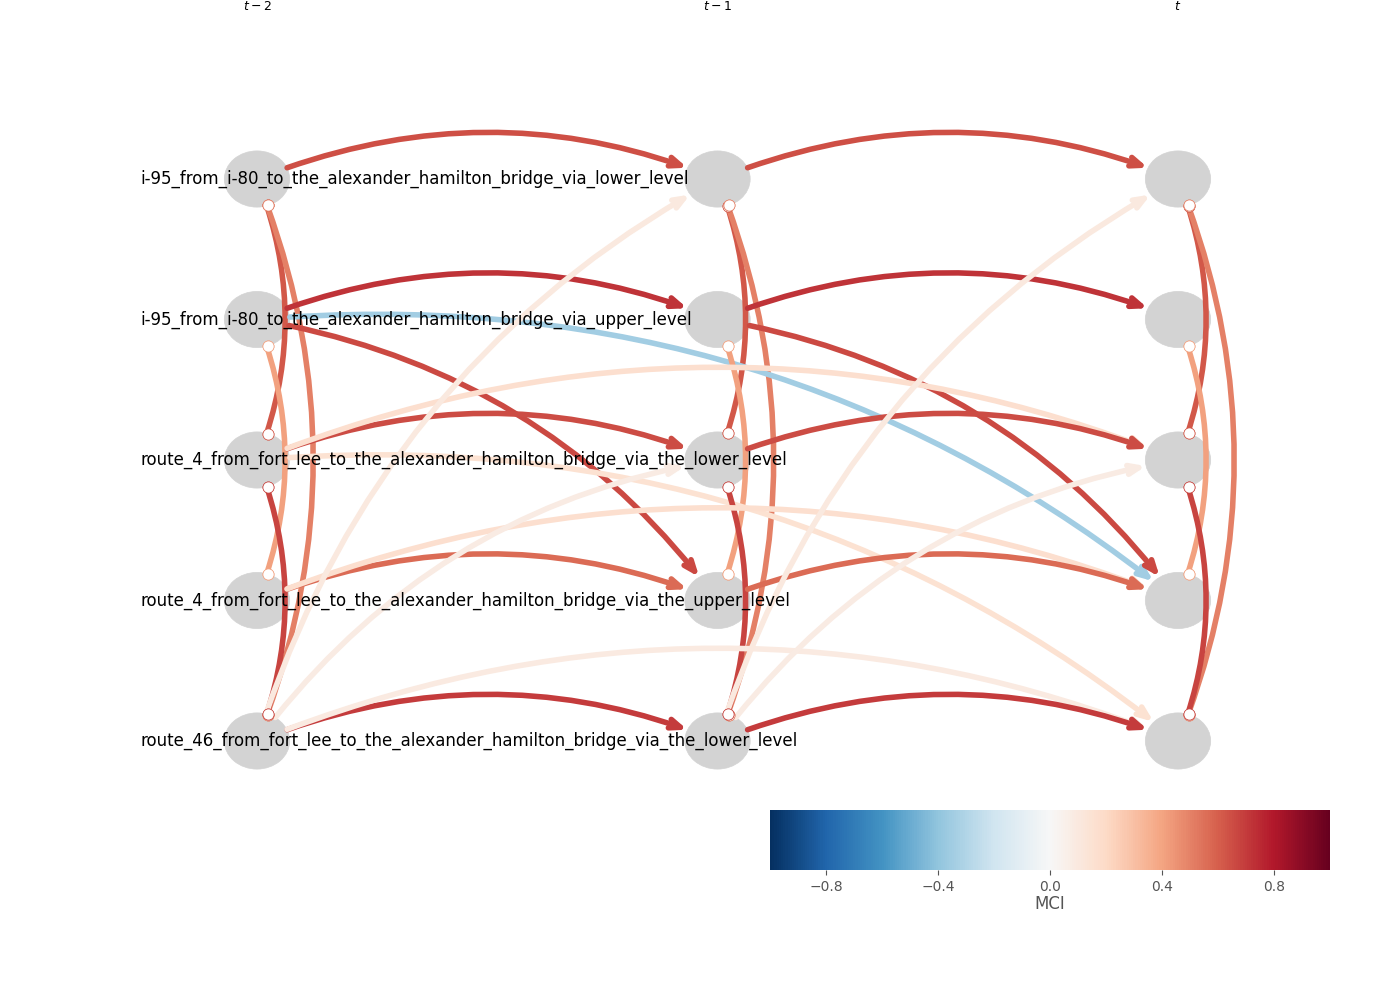 t − 2 t − 1 t
i-95_from_i-80_to_the_alexander_hamilton_bridge_via_lower_level
i-95_from_i-80_to_the_alexander_hamilton_bridge_via_upper_level
route_4_from_fort_lee_to_the_alexander_hamilton_bridge_via_the_lower_level
route_4_from_fort_lee_to_the_alexander_hamilton_bridge_via_the_upper_level
route_46_from_fort_lee_to_the_alexander_hamilton_bridge_via_the_lower_level
−0.8 −0.4 0.0 0.4 0.8
MCI